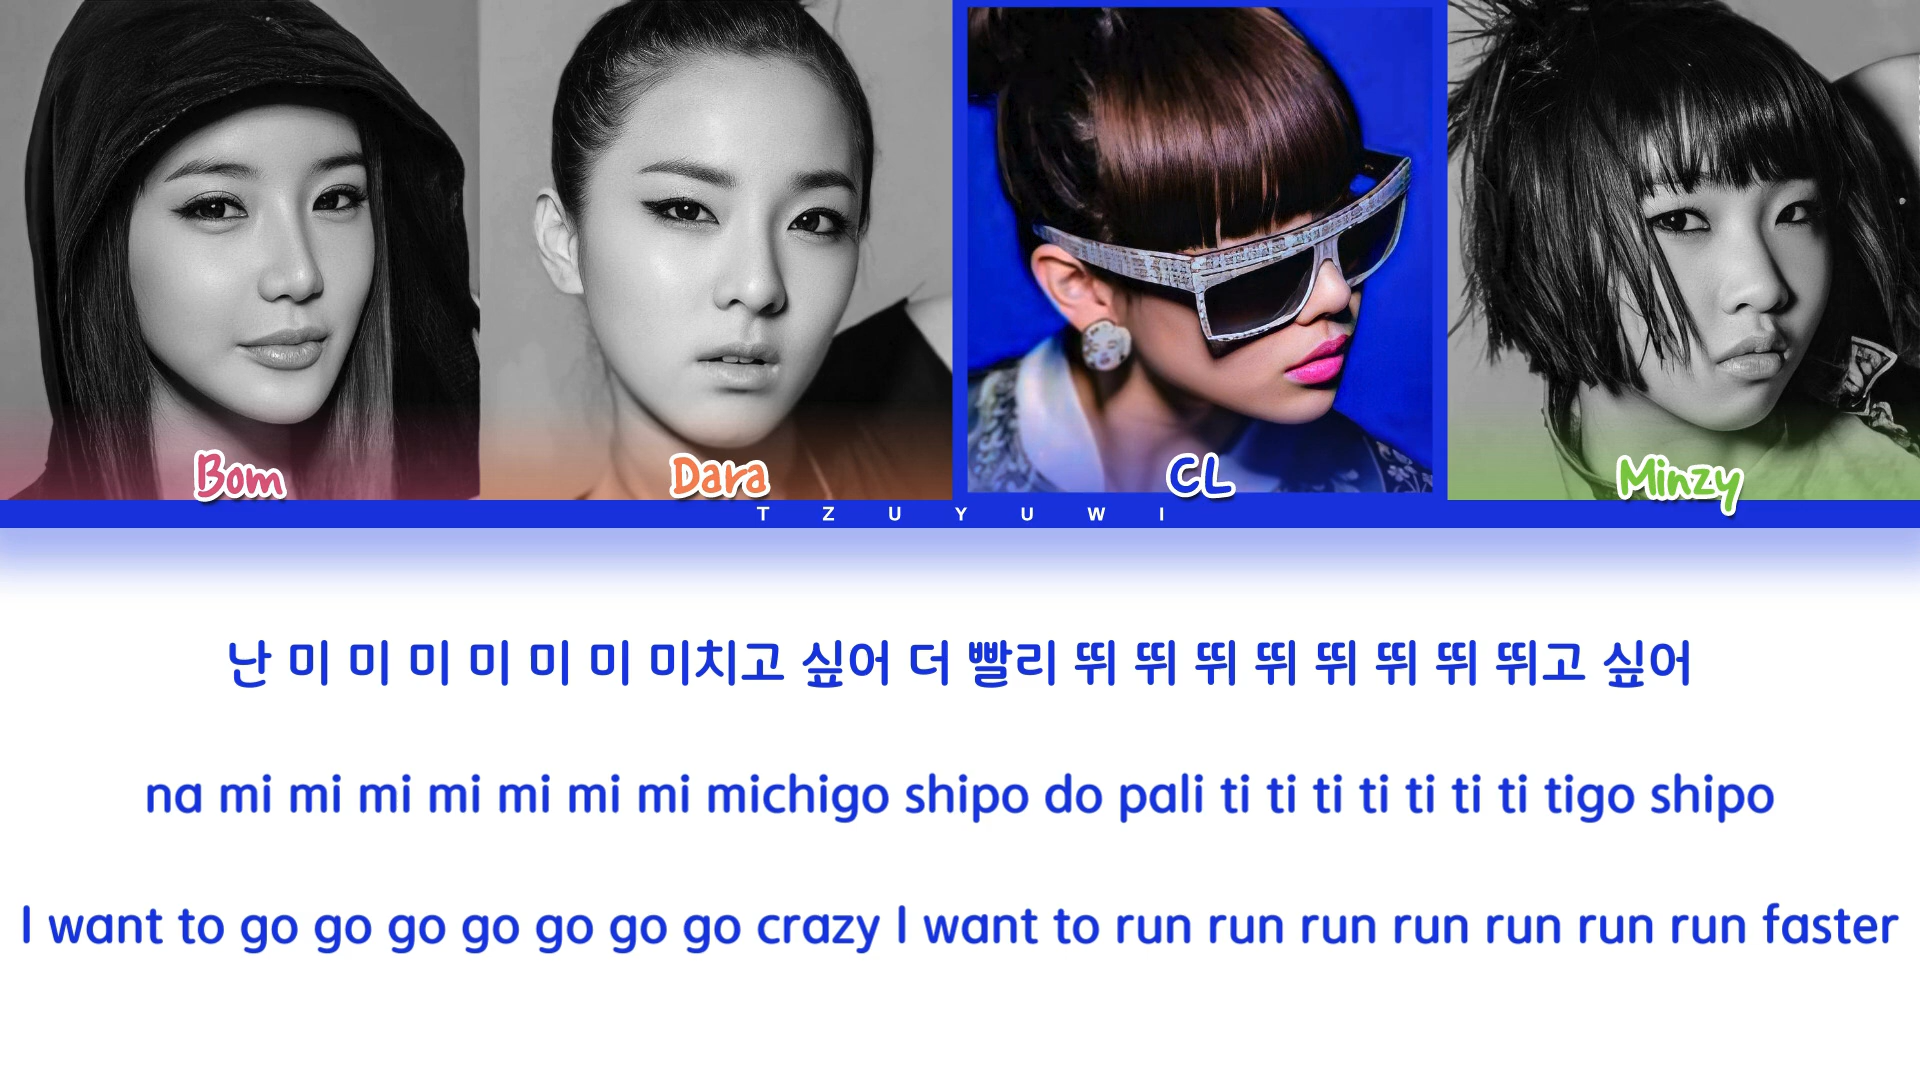 Bom
Dara
CL
Minzy
TZUYUWI
난 미 미 미 미 미 미 미치고 싶어 더 빨리 뛰 뛰 뛰 뛰 뛰 뛰 뛰 뛰고 싶어
na mi mi mi mi mi mi mi michigo shipo do pali ti ti ti ti ti ti ti tigo shipo
I want to go go go go go go go crazy I want to run run run run run run run faster